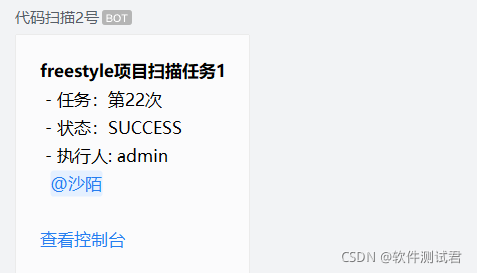 代码扫描2号 BOT
freestyle项目扫描任务1
- 任务：第22次
- 状态：SUCCESS
- 执行人: admin
@沙陌
查看控制台
CSDN @软件测试君